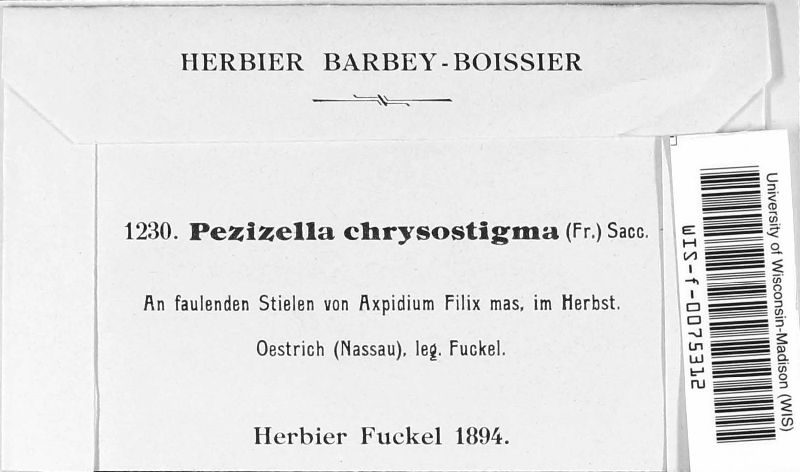 HERBIER BARBEY-BOISSIER
1230. Pezizella chrysostigma (Fr.) Sacc.
An faulenden Stielen von Axpidium Filix mas, im Herbst.
Oestrich (Nassau), leg. Fuckel.
Herbier Fuckel 1894.
University of Wisconsin-Madison (WIS)
WIS-f-0075312